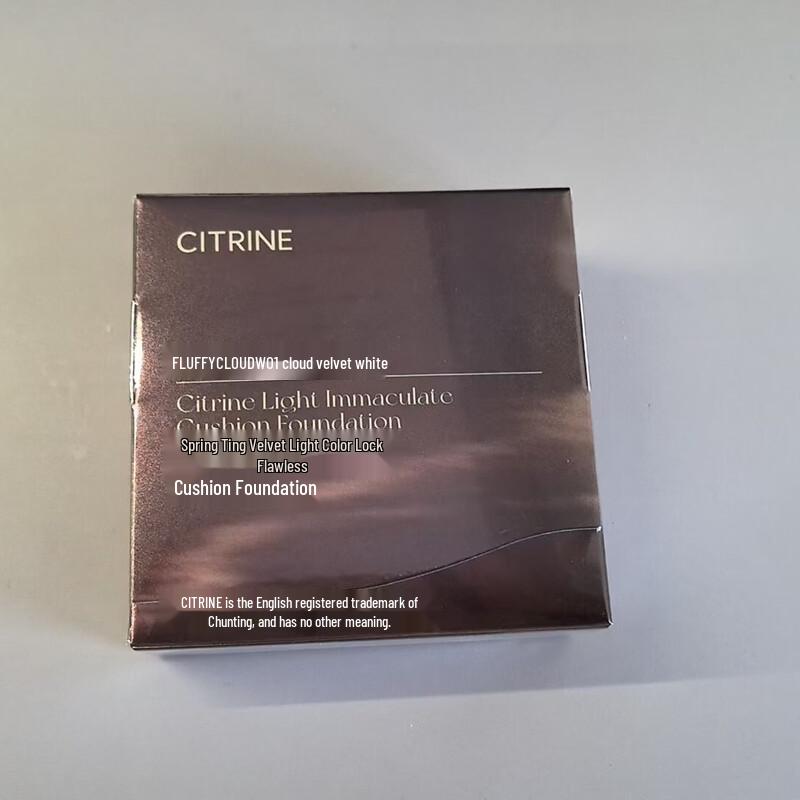 CITRINE
FLUFFYCLOUDW01 cloud velvet white
Citrine Light Immaculate
Cushion Foundation
Spring Ting Velvet Light Color Lock
Flawless
Cushion Foundation
CITRINE is the English registered trademark of
Chunting, and has no other meaning.